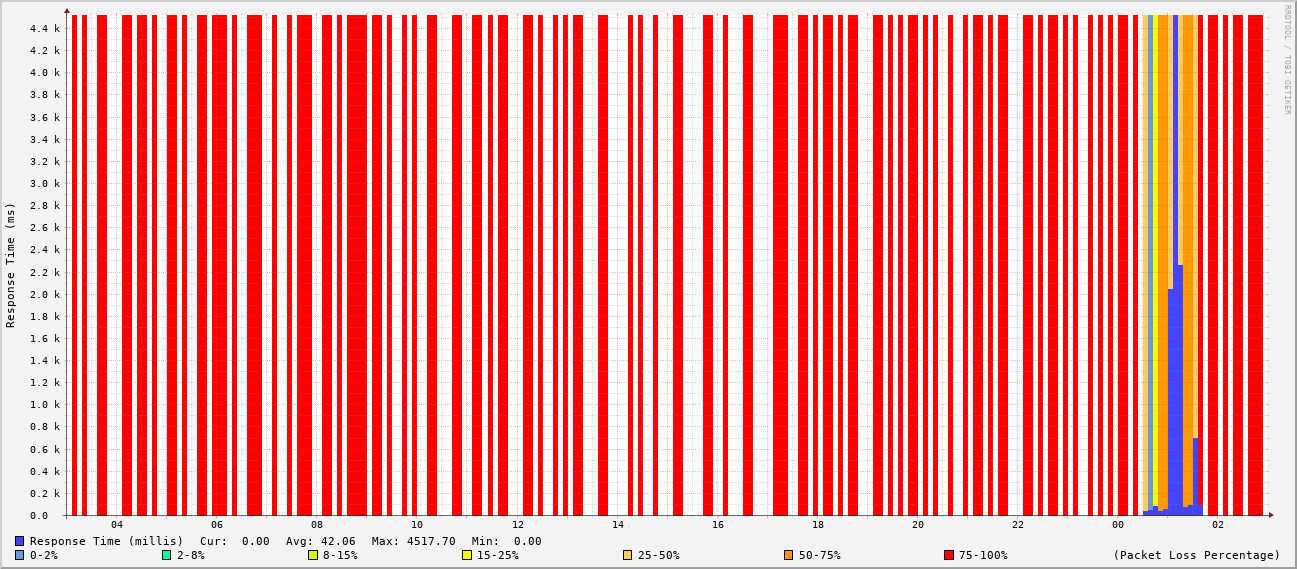 RRDTOOL / TOBI OETIKER
Response Time (ms)
4.4 k
4.2 k
4.0 k
3.8 k
3.6 k
3.4 k
3.2 k
3.0 k
2.8 k
2.6 k
2.4 k
2.2 k
2.0 k
1.8 k
1.6 k
1.4 k
1.2 k
1.0 k
0.8 k
0.6 k
0.4 k
0.2 k
0.0
04 06 08 10 12 14 16 18 20 22 00 02
Response Time (millis) Cur: 0.00 Avg: 42.06 Max: 4517.70 Min: 0.00
0-2% 2-8% 8-15% 15-25% 25-50% 50-75% 75-100% (Packet Loss Percentage)